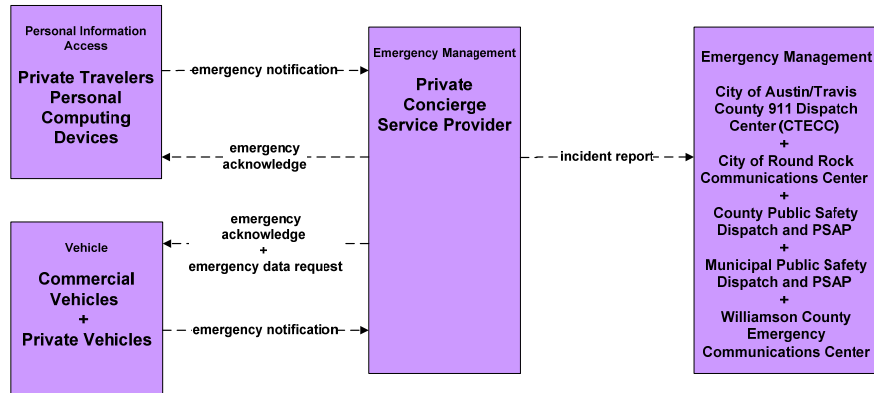 Personal Information
Access
Private Travelers
Personal
Computing
Devices
emergency notification
emergency
acknowledge
Vehicle
Commercial
Vehicles
+
Private Vehicles
emergency
acknowledge
+
emergency data request
emergency notification
Emergency Management
Private
Concierge
Service Provider
incident report
Emergency Management
City of Austin/Travis
County 911 Dispatch
Center (CTECC)
+
City of Round Rock
Communications Center
+
County Public Safety
Dispatch and PSAP
+
Municipal Public Safety
Dispatch and PSAP
+
Williamson County
Emergency
Communications Center